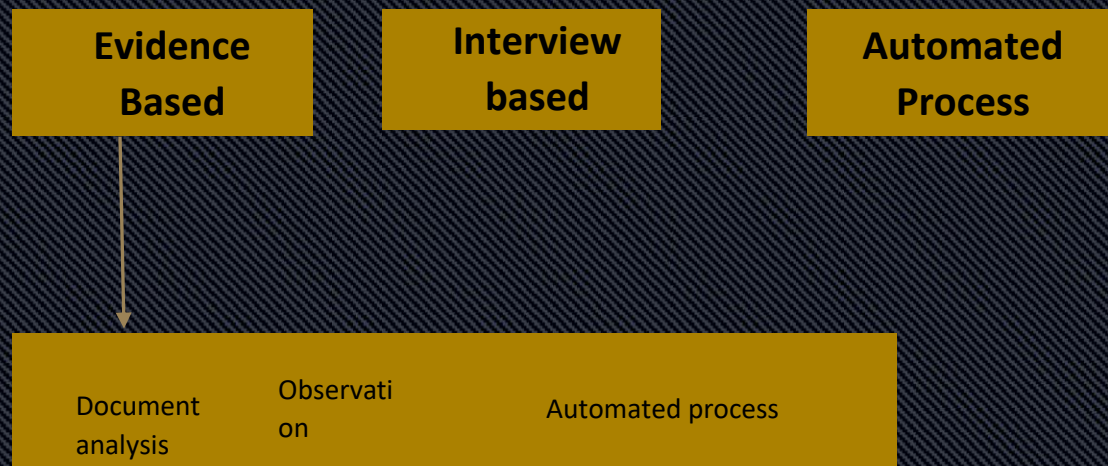 Evidence
Based
Interview
based
Automated
Process
Document
analysis
Observati
on
Automated process